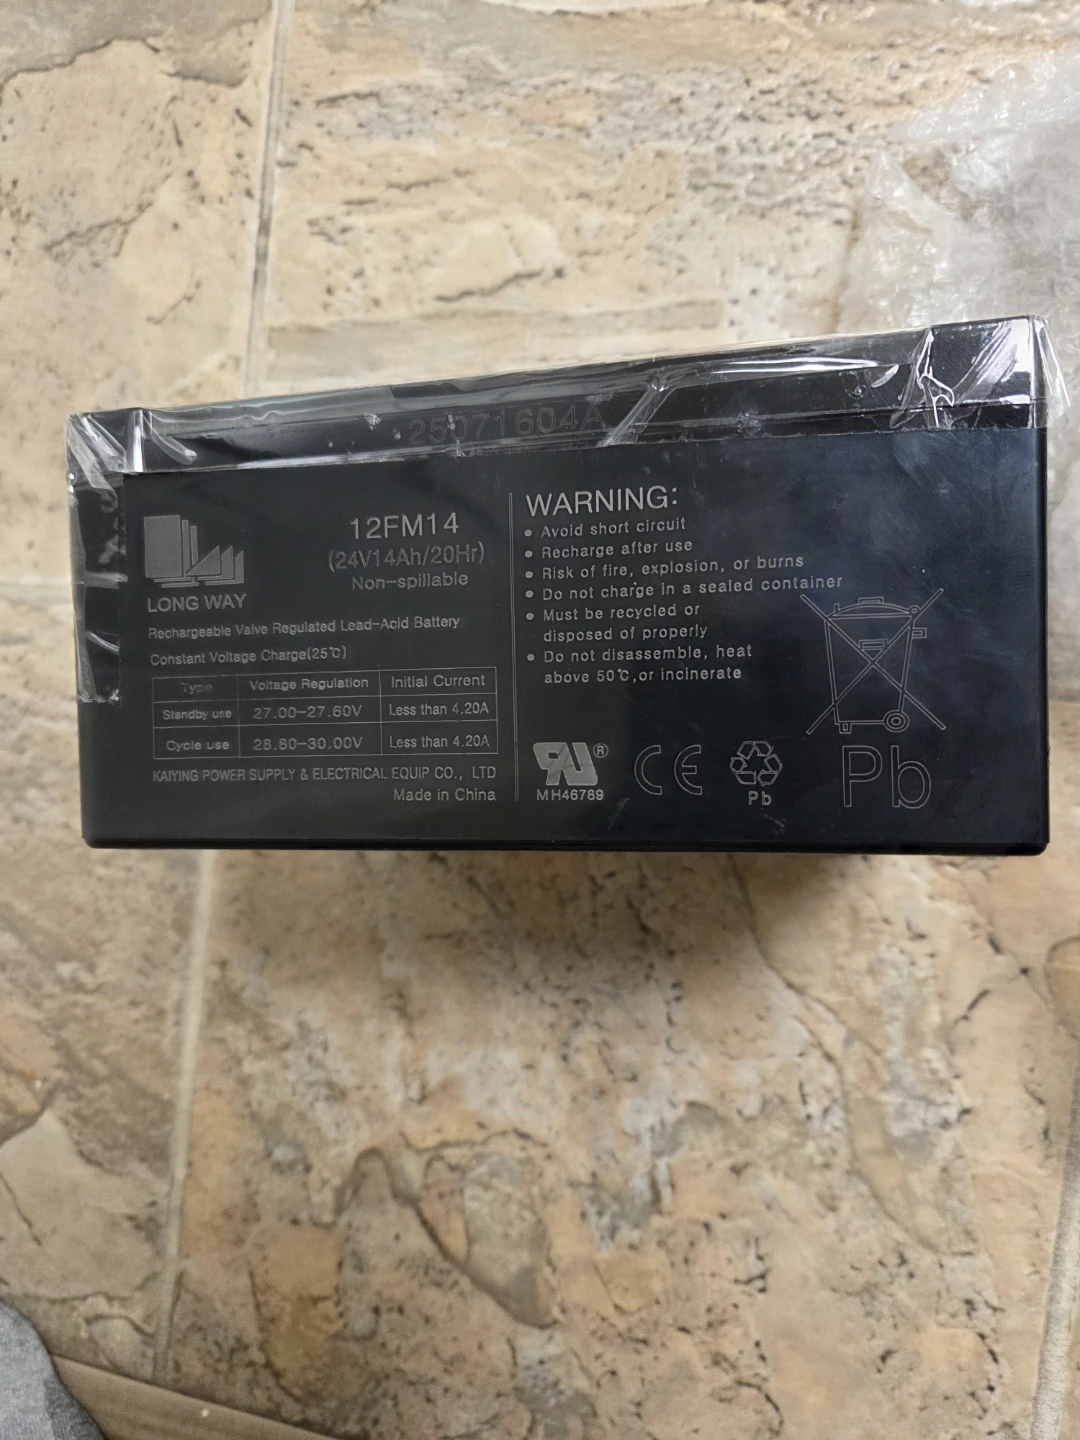 25071604A
12FM14
(24V14Ah/20Hr)
Non-spillable
LONG WAY
Rechargeable Valve Regulated Lead-Acid Battery
Constant Voltage Charge(25℃)
Type Voltage Regulation Initial Current
Standby use 27.00-27.60V Less than 4.20A
Cycle use 28.80-30.00V Less than 4.20A
KAIYING POWER SUPPLY & ELECTRICAL EQUIP CO., LTD
Made in China
WARNING:
• Avoid short circuit
• Recharge after use
• Risk of fire, explosion, or burns
• Do not charge in a sealed container
• Must be recycled or
disposed of properly
• Do not disassemble, heat
above 50℃,or incinerate
®
MH46789
CE
Pb
Pb